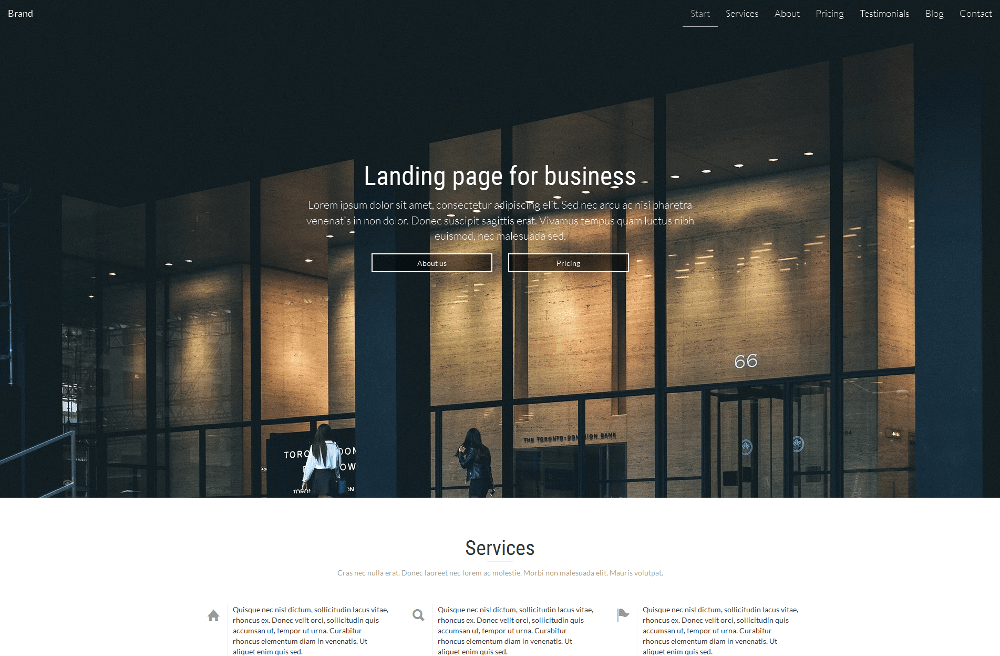 Brand
Start Services About Pricing Testimonials Blog Contact
Landing page for business
Lorem ipsum dolor sit amet, consectetur adipiscing elit. Sed nec arcu ac nisi pharetra
venenatis in non dolor. Donec suscipit sagittis erat. Vivamus tempus quam luctus nibh
euismod, nec malesuada sed.
About us Pricing
66
THE TORONTO-DOMINION BANK
Services
Cras nec nulla erat. Donec laoreet nec lorem ac molestie. Morbi non malesuada elit. Mauris volutpat.
Quisque nec nisl dictum, sollicitudin lacus vitae,
rhoncus ex. Donec velit orci, sollicitudin quis
accumsan ut, tempor ut urna. Curabitur
rhoncus elementum diam in venenatis. Ut
aliquet enim quis sed.
Quisque nec nisl dictum, sollicitudin lacus vitae,
rhoncus ex. Donec velit orci, sollicitudin quis
accumsan ut, tempor ut urna. Curabitur
rhoncus elementum diam in venenatis. Ut
aliquet enim quis sed.
Quisque nec nisl dictum, sollicitudin lacus vitae,
rhoncus ex. Donec velit orci, sollicitudin quis
accumsan ut, tempor ut urna. Curabitur
rhoncus elementum diam in venenatis. Ut
aliquet enim quis sed.